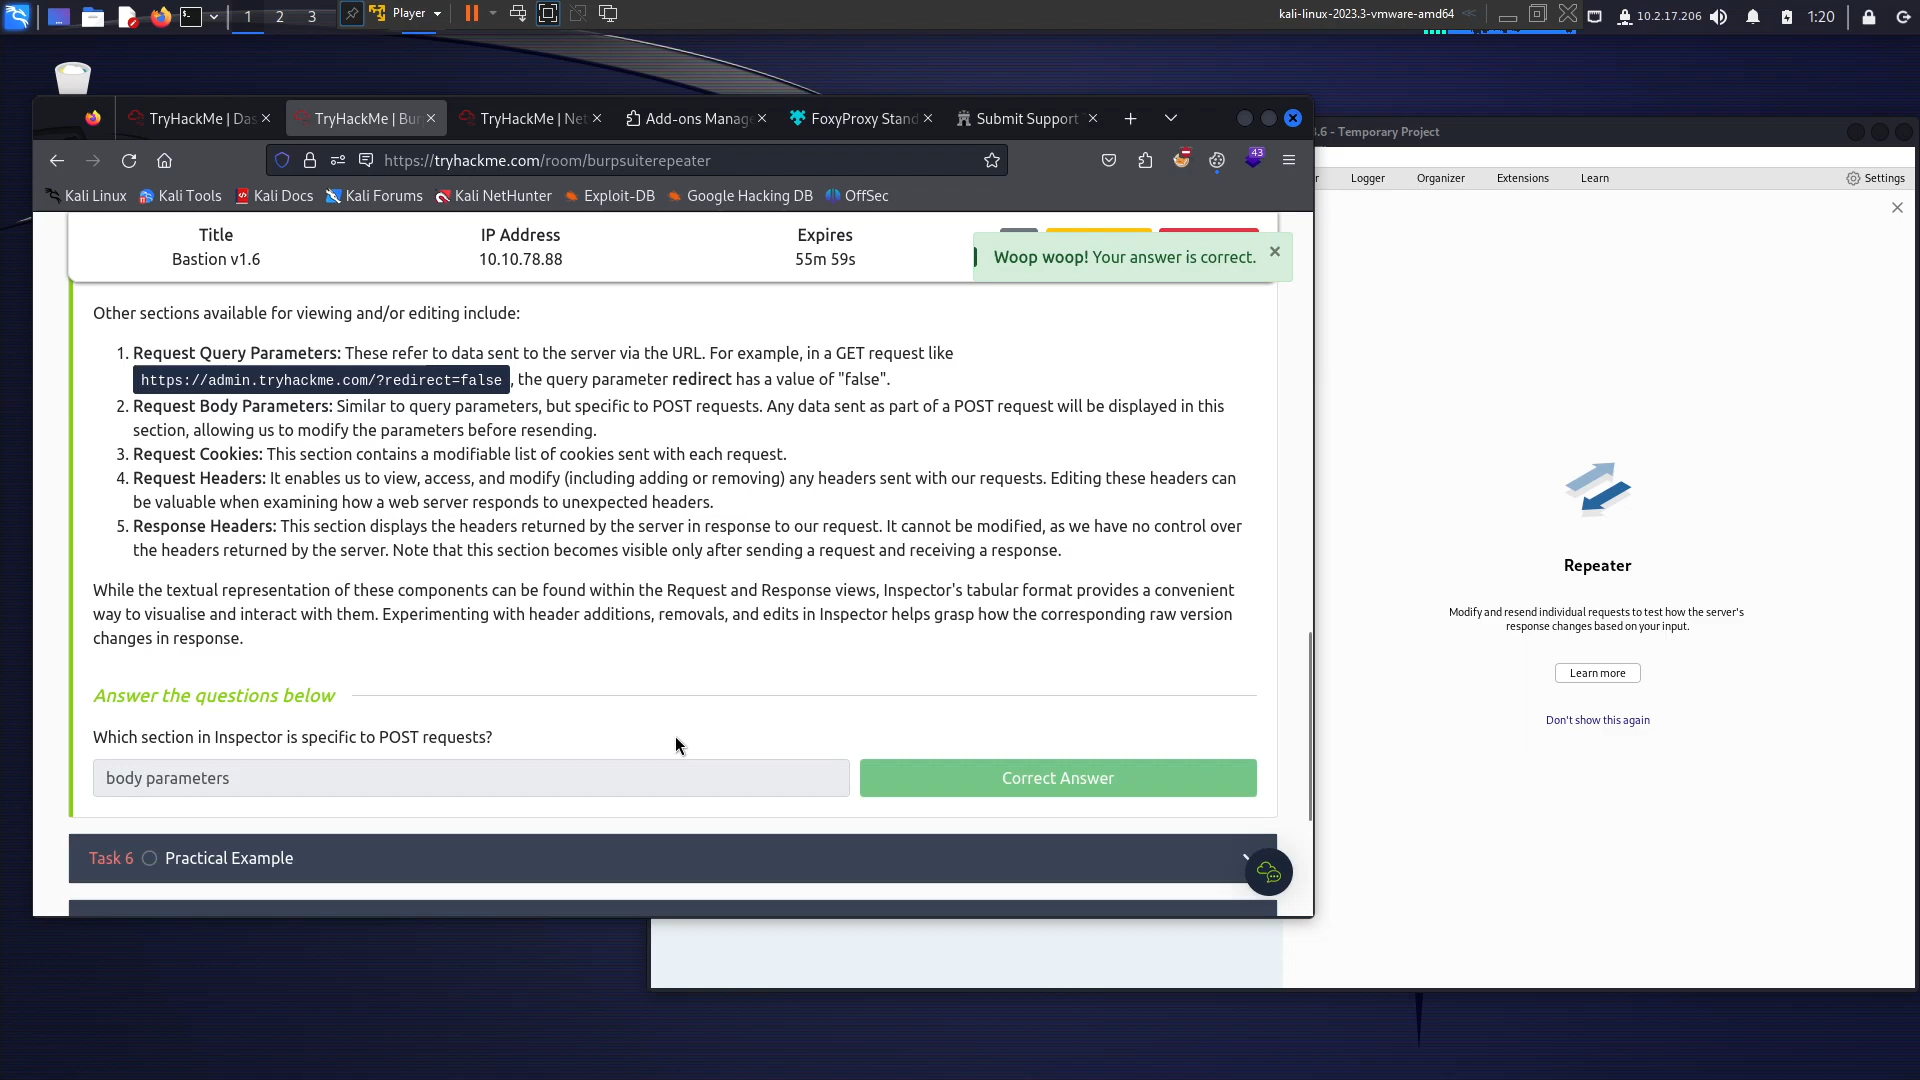 1 2 3
Player
kali-linux-2023.3-vmware-amd64
10.2.17.206
1:20
TryHackMe | Das
TryHackMe | Bur
TryHackMe | Net
Add-ons Manage
FoxyProxy Stand
Submit Support
.6 - Temporary Project
https://tryhackme.com/room/burpsuiterepeater
43
Logger
Organizer
Extensions
Learn
Settings
Kali Linux
Kali Tools
Kali Docs
Kali Forums
Kali NetHunter
Exploit-DB
Google Hacking DB
OffSec
Title
IP Address
Expires
Bastion v1.6
10.10.78.88
55m 59s
Woop woop! Your answer is correct.
Other sections available for viewing and/or editing include:
1. Request Query Parameters: These refer to data sent to the server via the URL. For example, in a GET request like
https://admin.tryhackme.com/?redirect=false , the query parameter redirect has a value of "false".
2. Request Body Parameters: Similar to query parameters, but specific to POST requests. Any data sent as part of a POST request will be displayed in this
section, allowing us to modify the parameters before resending.
3. Request Cookies: This section contains a modifiable list of cookies sent with each request.
4. Request Headers: It enables us to view, access, and modify (including adding or removing) any headers sent with our requests. Editing these headers can
be valuable when examining how a web server responds to unexpected headers.
5. Response Headers: This section displays the headers returned by the server in response to our request. It cannot be modified, as we have no control over
the headers returned by the server. Note that this section becomes visible only after sending a request and receiving a response.
While the textual representation of these components can be found within the Request and Response views, Inspector's tabular format provides a convenient
way to visualise and interact with them. Experimenting with header additions, removals, and edits in Inspector helps grasp how the corresponding raw version
changes in response.
Answer the questions below
Which section in Inspector is specific to POST requests?
body parameters
Correct Answer
Task 6
Practical Example
Repeater
Modify and resend individual requests to test how the server's
response changes based on your input.
Learn more
Don't show this again